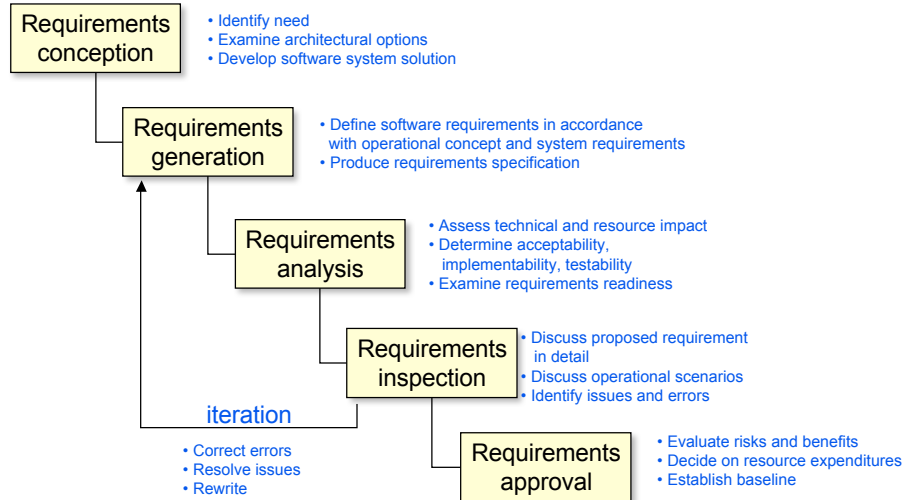 Requirements
conception
• Identify need
• Examine architectural options
• Develop software system solution
Requirements
generation
• Define software requirements in accordance
with operational concept and system requirements
• Produce requirements specification
Requirements
analysis
• Assess technical and resource impact
• Determine acceptability,
implementability, testability
• Examine requirements readiness
Requirements
inspection
• Discuss proposed requirement
in detail
• Discuss operational scenarios
• Identify issues and errors
iteration
• Correct errors
• Resolve issues
• Rewrite
Requirements
approval
• Evaluate risks and benefits
• Decide on resource expenditures
• Establish baseline